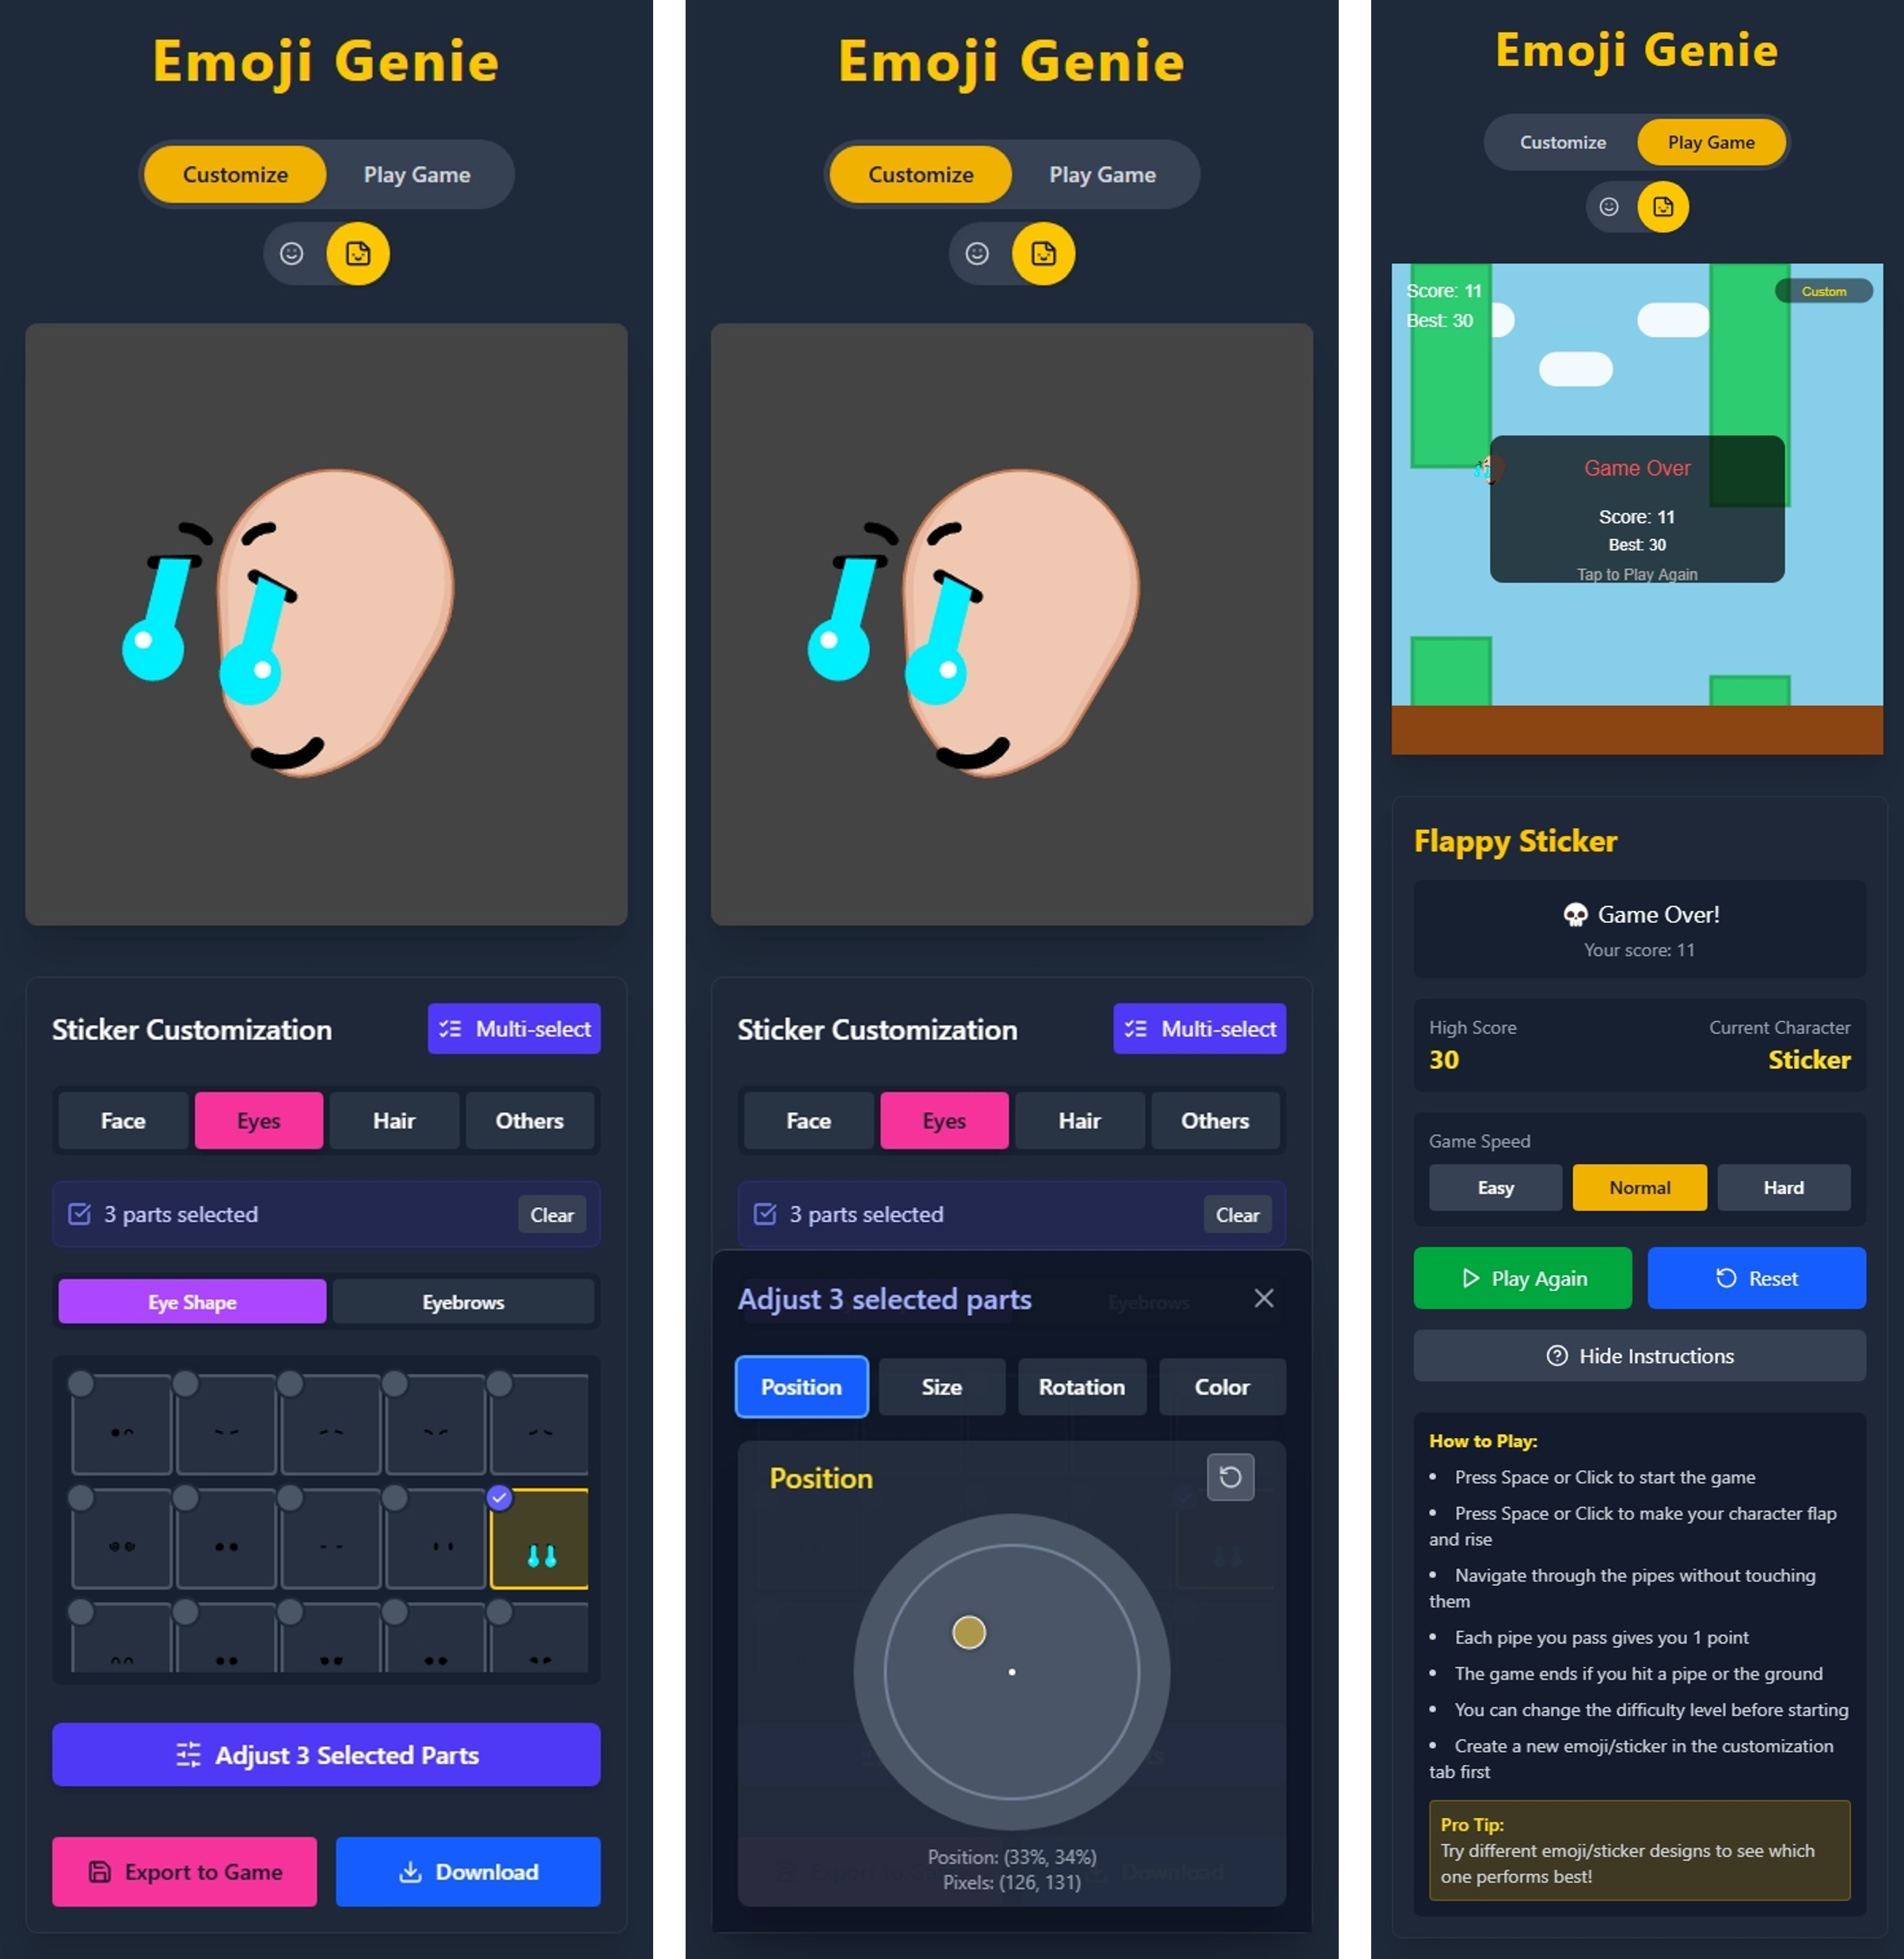 Emoji Genie
Customize
Play Game
Sticker Customization
Multi-select
Face
Eyes
Hair
Others
3 parts selected
Clear
Eye Shape
Eyebrows
Adjust 3 Selected Parts
Export to Game
Download
Emoji Genie
Customize
Play Game
Sticker Customization
Multi-select
Face
Eyes
Hair
Others
3 parts selected
Clear
Adjust 3 selected parts
Eyebrows
Position
Size
Rotation
Color
Position
Position: (33%, 34%)
Download
Pixels: (126, 131)
Emoji Genie
Customize
Play Game
Score: 11
Custom
Best: 30
Game Over
Score: 11
Best: 30
Tap to Play Again
Flappy Sticker
Game Over!
Your score: 11
High Score
Current Character
30
Sticker
Game Speed
Easy
Normal
Hard
Play Again
Reset
Hide Instructions
How to Play:
• Press Space or Click to start the game
• Press Space or Click to make your character flap
and rise
• Navigate through the pipes without touching
them
• Each pipe you pass gives you 1 point
• The game ends if you hit a pipe or the ground
• You can change the difficulty level before starting
• Create a new emoji/sticker in the customization
tab first
Pro Tip:
Try different emoji/sticker designs to see which
one performs best!